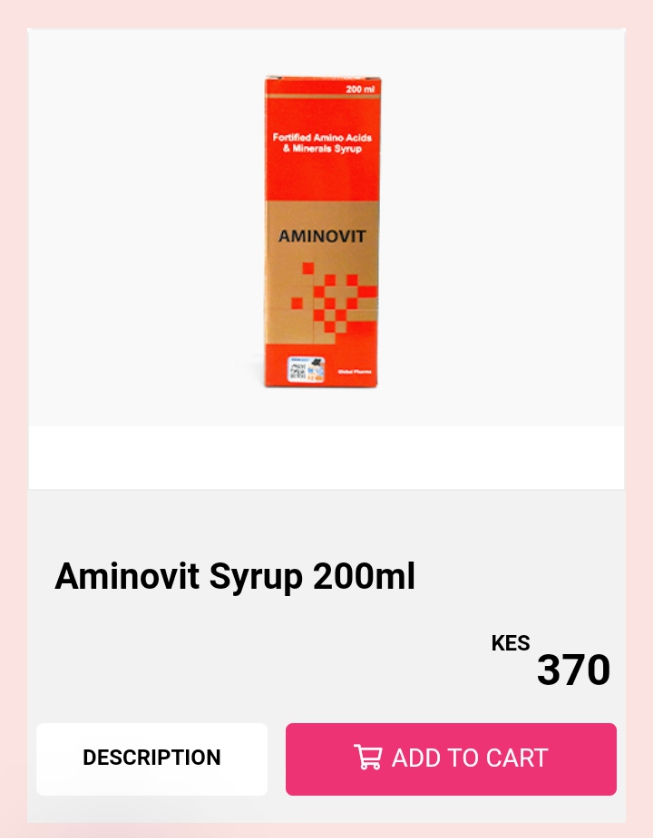 200 ml
Fortified Amino Acids
& Minerals Syrup
AMINOVIT
Global Pharma
Aminovit Syrup 200ml
KES
370
DESCRIPTION
ADD TO CART